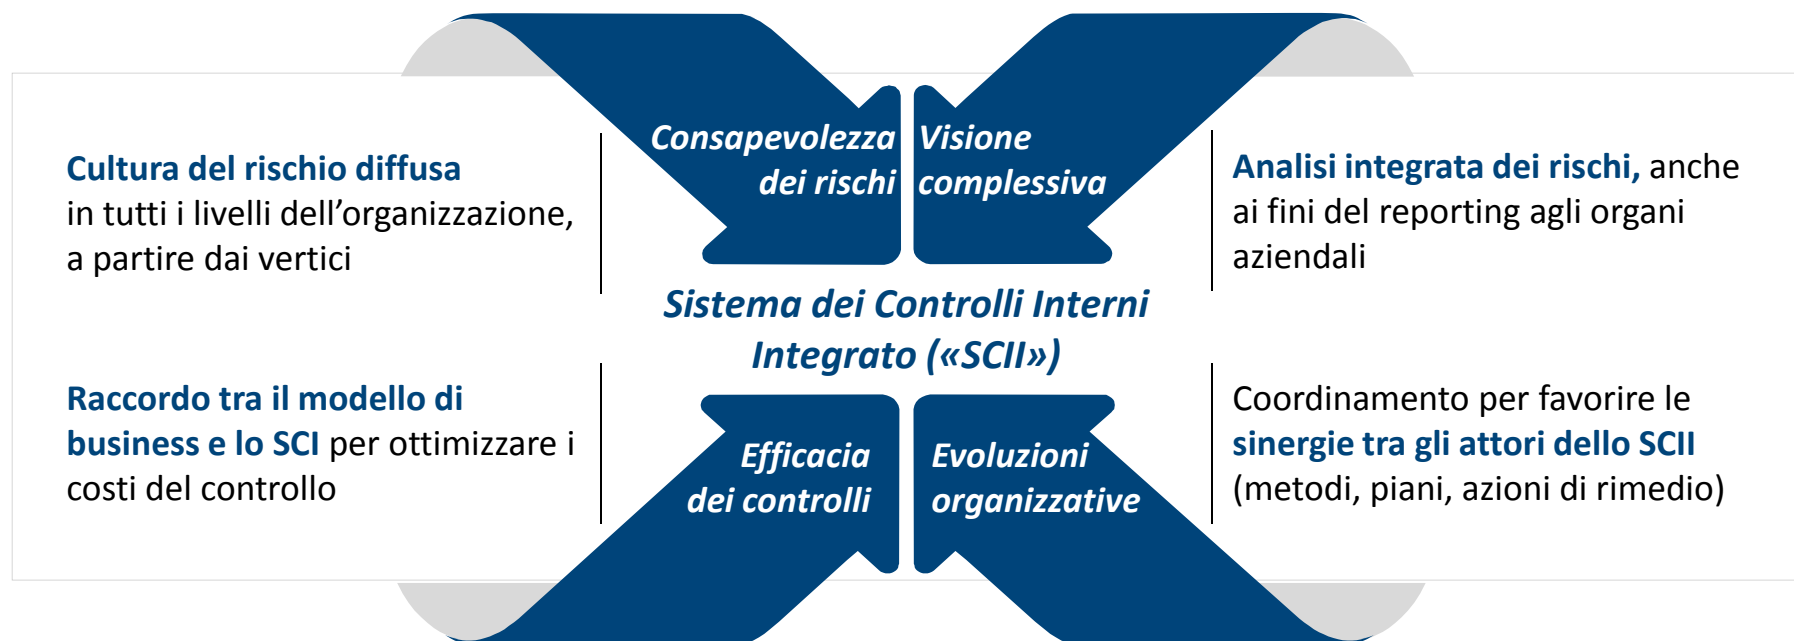 Cultura del rischio diffusa
in tutti i livelli dell’organizzazione,
a partire dai vertici
Consapevolezza
dei rischi
Visione
complessiva
Analisi integrata dei rischi, anche
ai fini del reporting agli organi
aziendali
Sistema dei Controlli Interni
Integrato («SCII»)
Raccordo tra il modello di
business e lo SCI per ottimizzare i
costi del controllo
Efficacia
dei controlli
Evoluzioni
organizzative
Coordinamento per favorire le
sinergie tra gli attori dello SCII
(metodi, piani, azioni di rimedio)